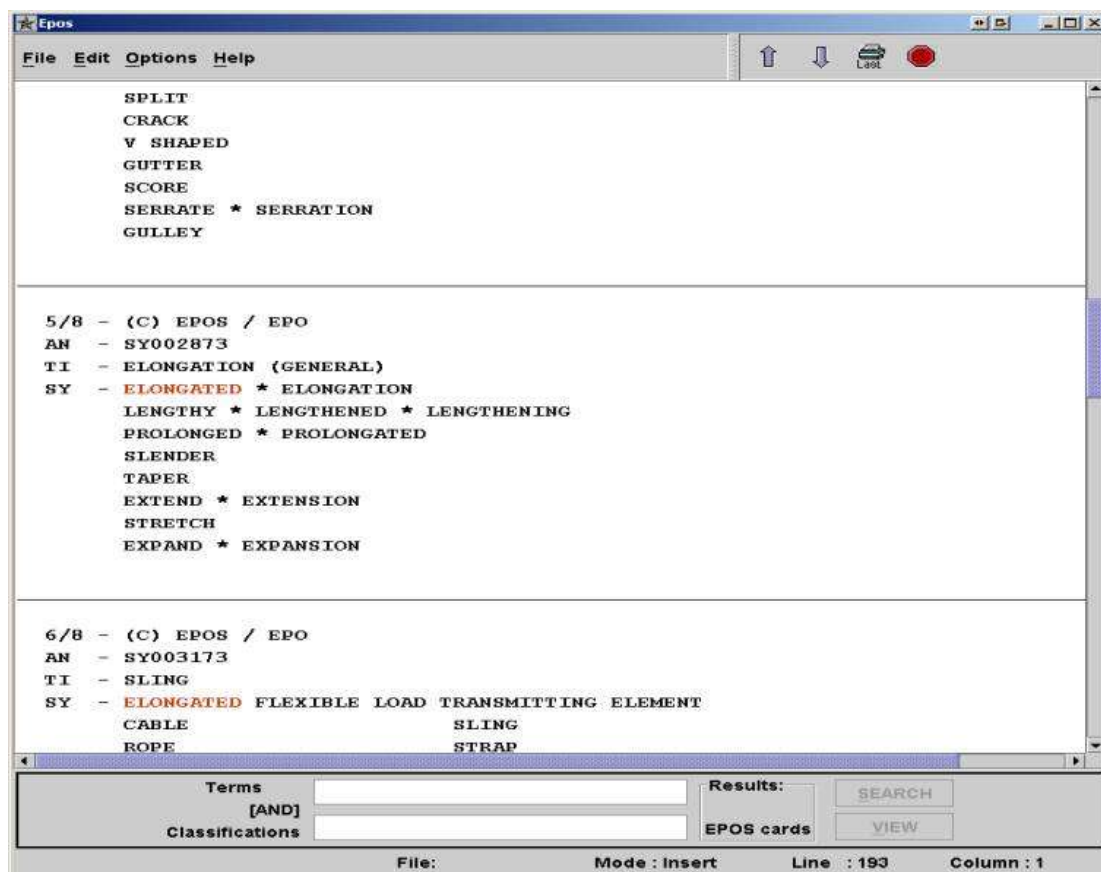 Epos
File Edit Options Help
Last
SPLIT
CRACK
V SHAPED
GUTTER
SCORE
SERRATE * SERRATION
GULLEY
5/8 - (C) EPOS / EPO
AN - SY002873
TI - ELONGATION (GENERAL)
SY - ELONGATED * ELONGATION
LENGTHY * LENGTHENED * LENGTHENING
PROLONGED * PROLONGATED
SLENDER
TAPER
EXTEND * EXTENSION
STRETCH
EXPAND * EXPANSION
6/8 - (C) EPOS / EPO
AN - SY003173
TI - SLING
SY - ELONGATED FLEXIBLE LOAD TRANSMITTING ELEMENT
CABLE SLING
ROPE STRAP
Terms Results: SEARCH
[AND]
Classifications EPOS cards VIEW
File: Mode : Insert Line : 193 Column : 1